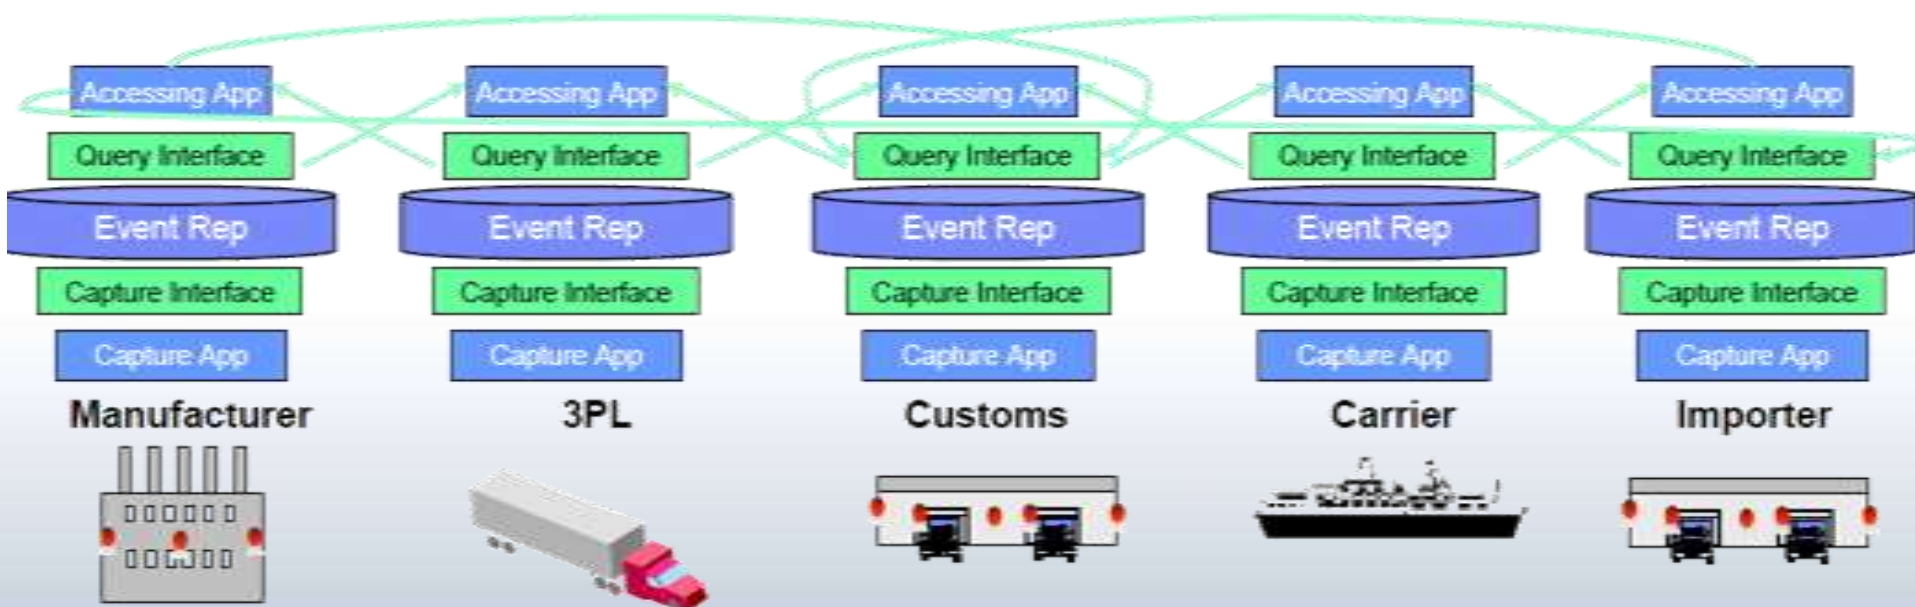 Accessing App Accessing App Accessing App Accessing App Accessing App
Query Interface Query Interface Query Interface Query Interface Query Interface
Event Rep Event Rep Event Rep Event Rep Event Rep
Capture Interface Capture Interface Capture Interface Capture Interface Capture Interface
Capture App Capture App Capture App Capture App Capture App
Manufacturer 3PL Customs Carrier Importer